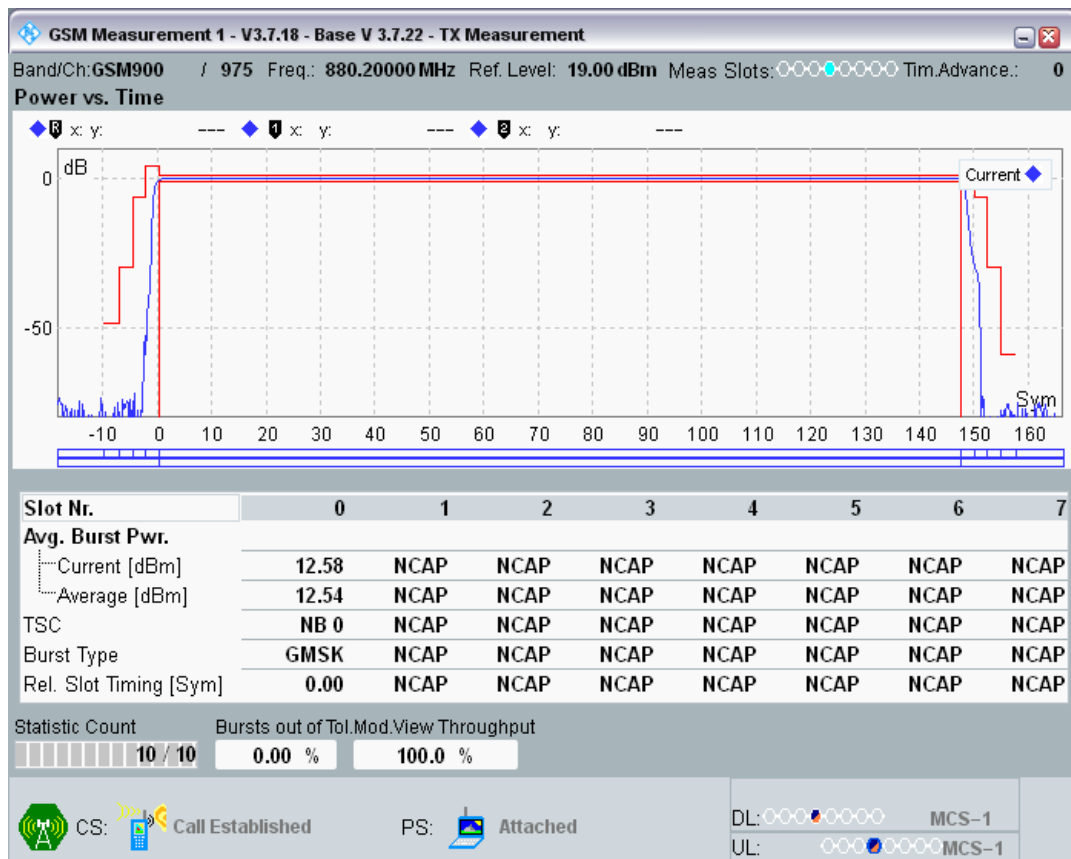 GSM Measurement 1 - V3.7.18 - Base V 3.7.22 - TX Measurement
Band/Ch:GSM900 / 975 Freq.: 880.20000 MHz Ref. Level: 19.00 dBm Meas Slots: Tim.Advance.: 0
Power vs. Time
R x: y: --- 1 x: y: --- 2 x: y: ---
dB
0
Current
-50
Sym
-10 0 10 20 30 40 50 60 70 80 90 100 110 120 130 140 150 160
Slot Nr. 0 1 2 3 4 5 6 7
Avg. Burst Pwr.
Current [dBm] 12.58 NCAP NCAP NCAP NCAP NCAP NCAP NCAP
Average [dBm] 12.54 NCAP NCAP NCAP NCAP NCAP NCAP NCAP
TSC NB 0 NCAP NCAP NCAP NCAP NCAP NCAP NCAP
Burst Type GMSK NCAP NCAP NCAP NCAP NCAP NCAP NCAP
Rel. Slot Timing [Sym] 0.00 NCAP NCAP NCAP NCAP NCAP NCAP NCAP
Statistic Count Bursts out of Tol.Mod.View Throughput
10 / 10 0.00 % 100.0 %
DL: MCS-1
CS: Call Established PS: Attached
UL: MCS-1